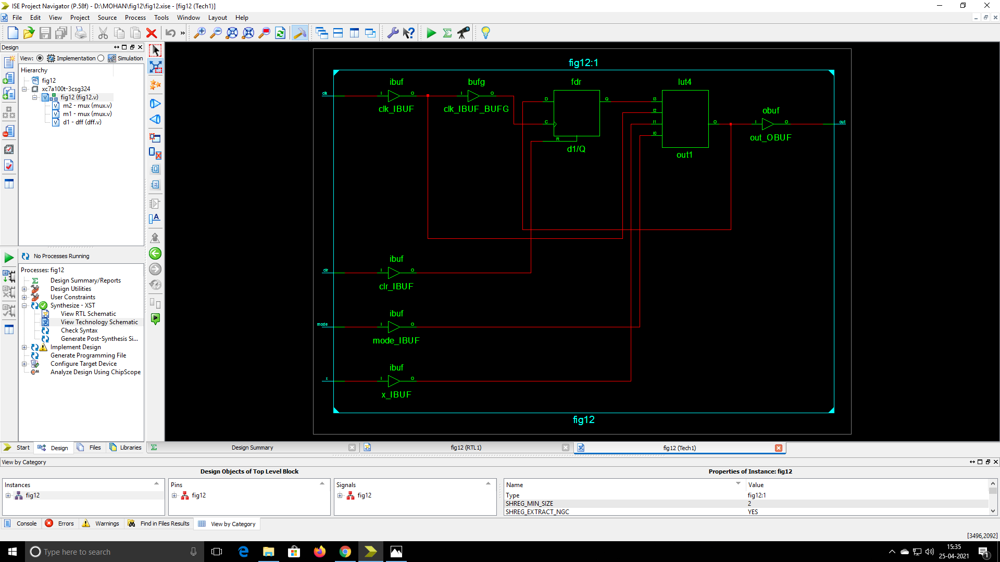 ISE Project Navigator (P.58f) - D:\MOHAN\fig12\fig12.xise - [fig12 (Tech1)]
File Edit View Project Source Process Tools Window Layout Help
»
Design
View: Implementation Simulation
Hierarchy
fig12
xc7a100t-3csg324
fig12 (fig12.v)
m2 - mux (mux.v)
m1 - mux (mux.v)
d1 - dff (dff.v)
No Processes Running
Processes: fig12
Design Summary/Reports
Design Utilities
User Constraints
Synthesize - XST
View RTL Schematic
View Technology Schematic
Check Syntax
Generate Post-Synthesis Si...
Implement Design
Generate Programming File
Configure Target Device
Analyze Design Using ChipScope
Start Design Files Libraries
fig12:1
ibuf bufg fdr lut4
clk I O I O D Q I3
clk_IBUF clk_IBUF_BUFG I2 obuf
C I1 O I O out
R I0 out_OBUF
d1/Q out1
ibuf
clr I O
clr_IBUF
ibuf
mode I O
mode_IBUF
ibuf
x I O
x_IBUF
fig12
Design Summary fig12 (RTL1) fig12 (Tech1)
View by Category
Design Objects of Top Level Block Properties of Instance: fig12
Instances Pins Signals Name Value
fig12 fig12 fig12 Type fig12:1
SHREG_MIN_SIZE 2
SHREG_EXTRACT_NGC YES
Console Errors Warnings Find in Files Results View by Category
[3496,2092]
Type here to search
15:35
25-04-2021
1